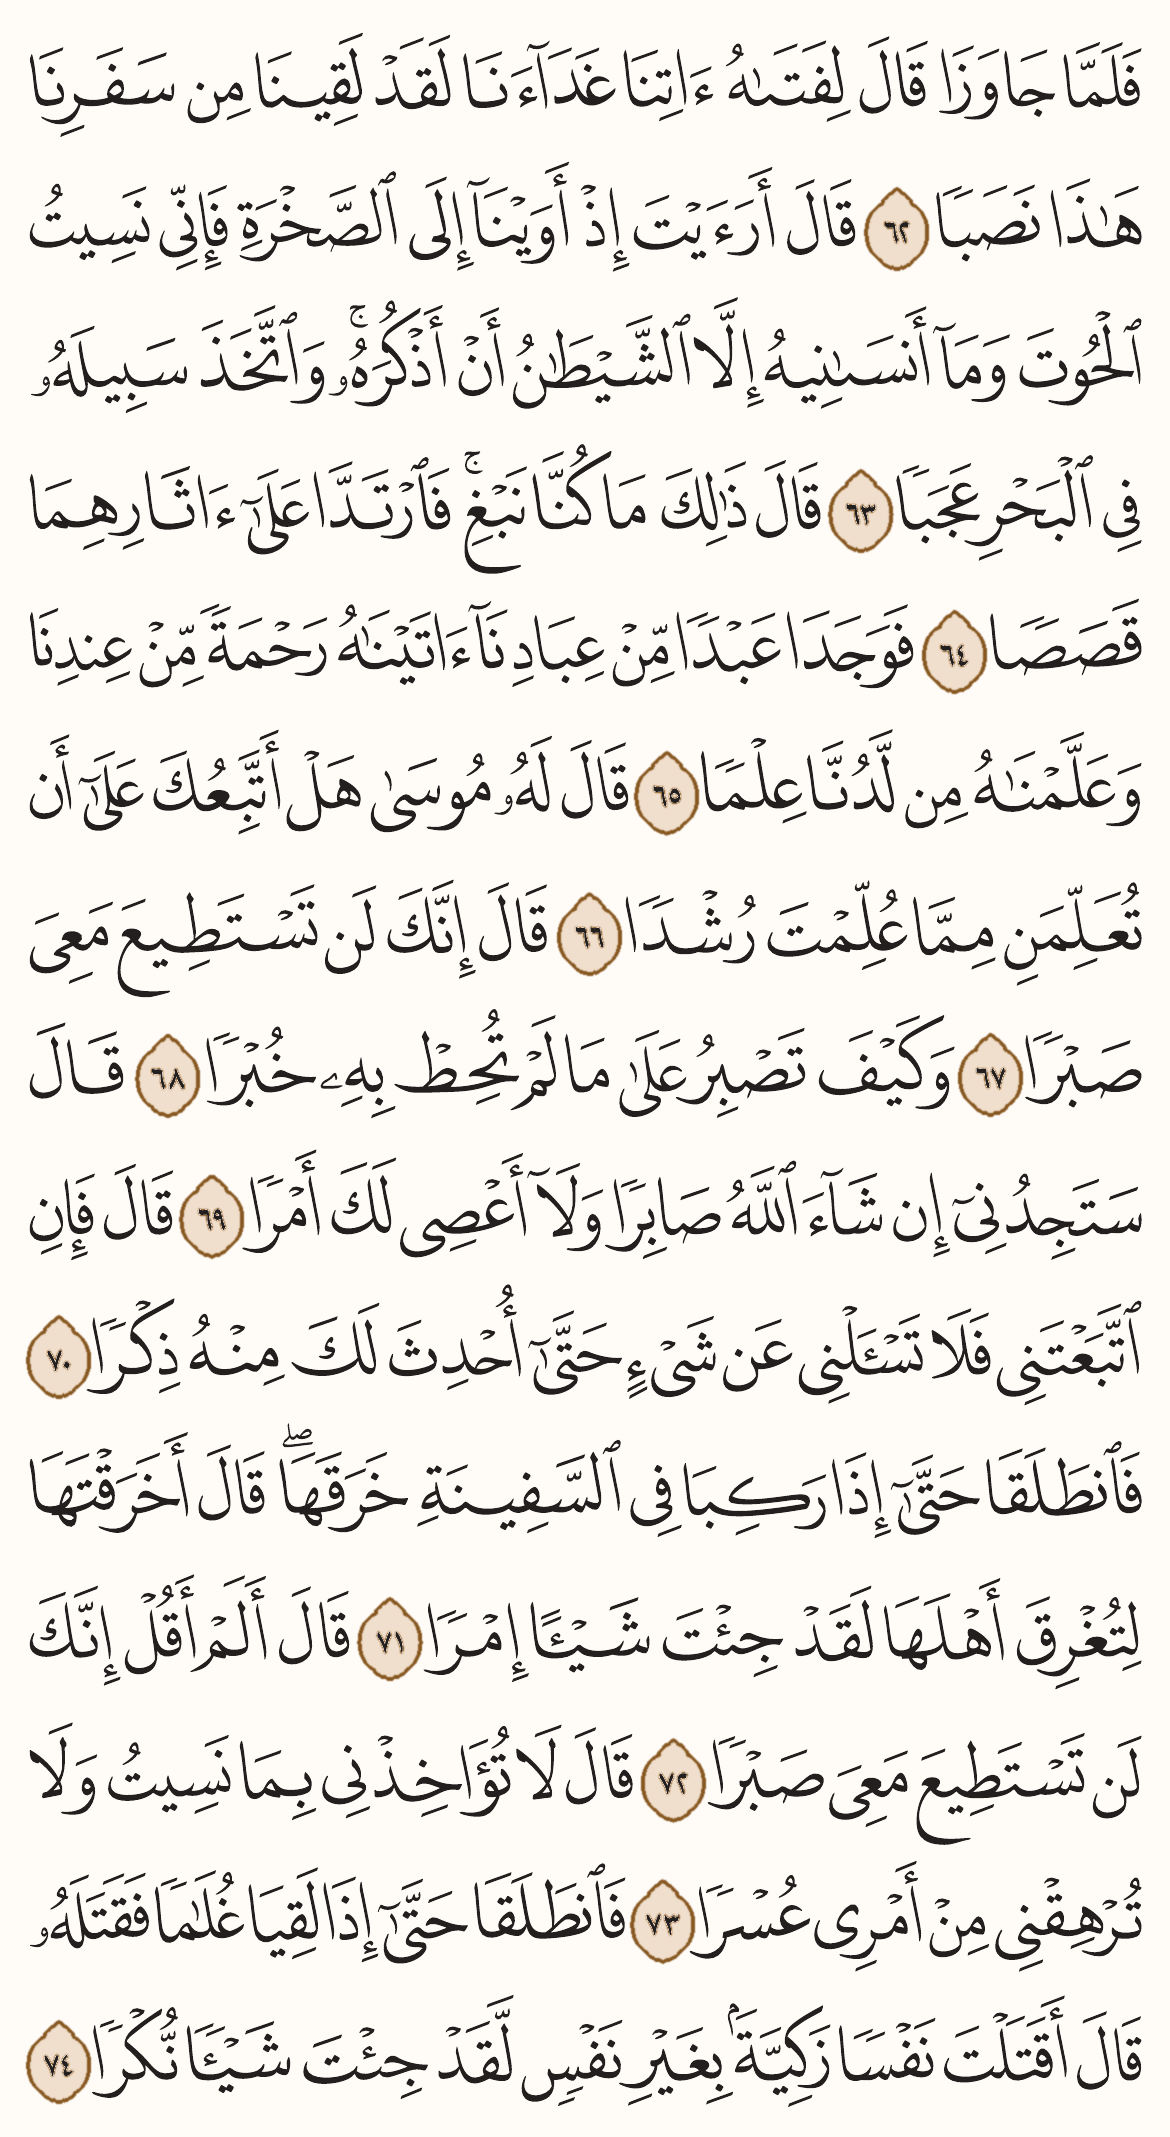 فَلَمَّا جَاوَزَا قَالَ لِفَتَىٰهُ ءَاتِنَا غَدَآءَنَا لَقَدْ لَقِينَا مِن سَفَرِنَا
هَٰذَا نَصَبًا ٦٢ قَالَ أَرَءَيْتَ إِذْ أَوَيْنَآ إِلَى ٱلصَّخْرَةِ فَإِنِّى نَسِيتُ
ٱلْحُوتَ وَمَآ أَنسَىٰنِيهُ إِلَّا ٱلشَّيْطَٰنُ أَنْ أَذْكُرَهُۥۚ وَٱتَّخَذَ سَبِيلَهُۥ
فِى ٱلْبَحْرِ عَجَبًا ٦٣ قَالَ ذَٰلِكَ مَا كُنَّا نَبْغِۚ فَٱرْتَدَّا عَلَىٰٓ ءَاثَارِهِمَا
قَصَصًا ٦٤ فَوَجَدَا عَبْدًا مِّنْ عِبَادِنَآ ءَاتَيْنَٰهُ رَحْمَةً مِّنْ عِندِنَا
وَعَلَّمْنَٰهُ مِن لَّدُنَّا عِلْمًا ٦٥ قَالَ لَهُۥ مُوسَىٰ هَلْ أَتَّبِعُكَ عَلَىٰٓ أَن
تُعَلِّمَنِ مِمَّا عُلِّمْتَ رُشْدًا ٦٦ قَالَ إِنَّكَ لَن تَسْتَطِيعَ مَعِىَ
صَبْرًا ٦٧ وَكَيْفَ تَصْبِرُ عَلَىٰ مَا لَمْ تُحِطْ بِهِۦ خُبْرًا ٦٨ قَالَ
سَتَجِدُنِىٓ إِن شَآءَ ٱللَّهُ صَابِرًا وَلَآ أَعْصِى لَكَ أَمْرًا ٦٩ قَالَ فَإِنِ
ٱتَّبَعْتَنِى فَلَا تَسْـَٔلْنِى عَن شَىْءٍ حَتَّىٰٓ أُحْدِثَ لَكَ مِنْهُ ذِكْرًا ٧٠
فَٱنطَلَقَا حَتَّىٰٓ إِذَا رَكِبَا فِى ٱلسَّفِينَةِ خَرَقَهَاۖ قَالَ أَخَرَقْتَهَا
لِتُغْرِقَ أَهْلَهَا لَقَدْ جِئْتَ شَيْـًٔا إِمْرًا ٧١ قَالَ أَلَمْ أَقُلْ إِنَّكَ
لَن تَسْتَطِيعَ مَعِىَ صَبْرًا ٧٢ قَالَ لَا تُؤَاخِذْنِى بِمَا نَسِيتُ وَلَا
تُرْهِقْنِى مِنْ أَمْرِى عُسْرًا ٧٣ فَٱنطَلَقَا حَتَّىٰٓ إِذَا لَقِيَا غُلَٰمًا فَقَتَلَهُۥ
قَالَ أَقَتَلْتَ نَفْسًا زَكِيَّةًۢ بِغَيْرِ نَفْسٍ لَّقَدْ جِئْتَ شَيْـًٔا نُّكْرًا ٧٤